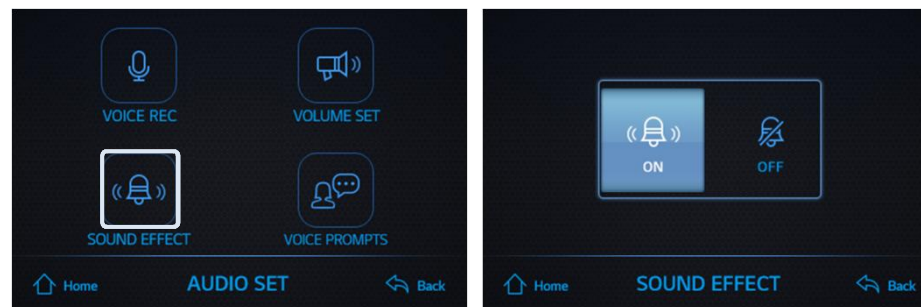 VOICE REC
VOLUME SET
SOUND EFFECT
VOICE PROMPTS
Home
AUDIO SET
Back
ON
OFF
Home
SOUND EFFECT
Back